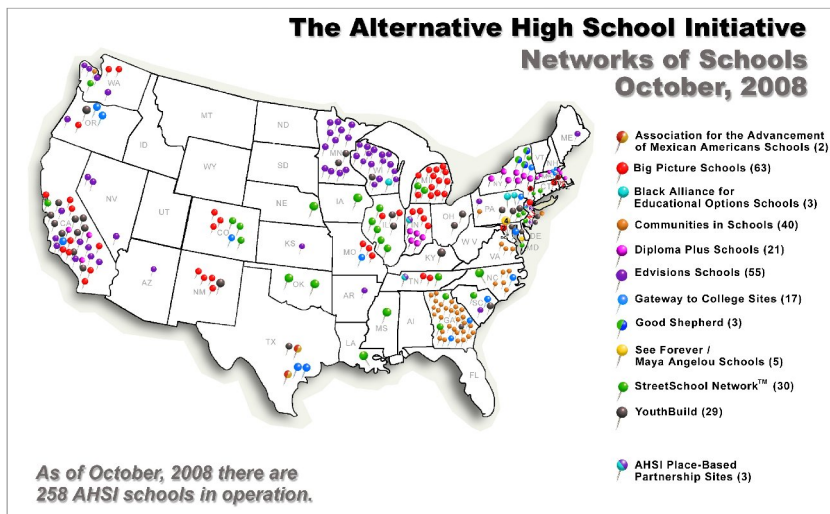 The Alternative High School Initiative
Networks of Schools
October, 2008
WA
OR
ID
MT
ND
MN
WI
SD
WY
NV
UT
CO
NE
IA
IL
IN
OH
PA
NY
VT
NH
ME
CA
AZ
NM
KS
MO
KY
WV
VA
DE
MD
OK
AR
TN
NC
SC
TX
LA
MS
Al
GA
FL
Association for the Advancement
of Mexican Americans Schools (2)
Big Picture Schools (63)
Black Alliance for
Educational Options Schools (3)
Communities in Schools (40)
Diploma Plus Schools (21)
Edvisions Schools (55)
Gateway to College Sites (17)
Good Shepherd (3)
See Forever /
Maya Angelou Schools (5)
StreetSchool Network™ (30)
YouthBuild (29)
AHSI Place-Based
Partnership Sites (3)
As of October, 2008 there are
258 AHSI schools in operation.